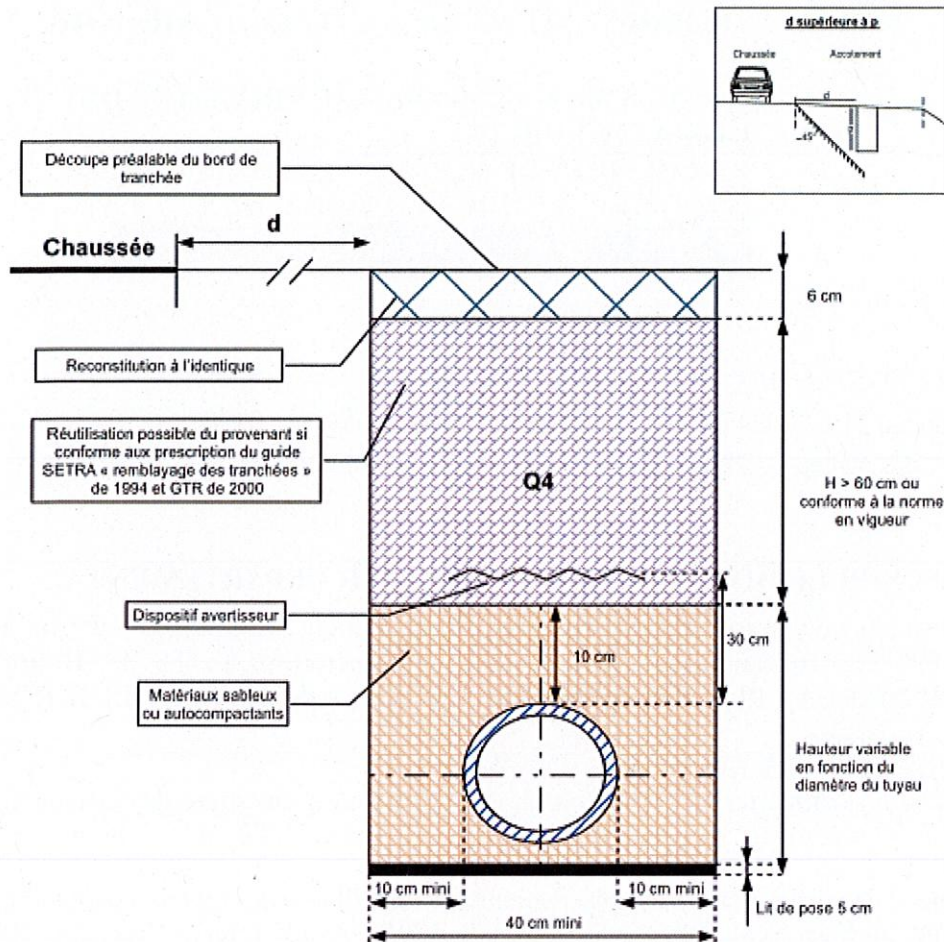 d supérieure à p
Chaussée
Accotement
d
45°
Découpe préalable du bord de
tranchée
d
Chaussée
6 cm
Reconstitution à l'identique
Réutilisation possible du provenant si
conforme aux prescription du guide
SETRA « remblayage des tranchées »
de 1994 et GTR de 2000
Q4
H > 60 cm ou
conforme à la norme
en vigueur
Dispositif avertisseur
10 cm
30 cm
Matériaux sableux
ou autocompactants
Hauteur variable
en fonction du
diamètre du tuyau
10 cm mini
10 cm mini
Lit de pose 5 cm
40 cm mini